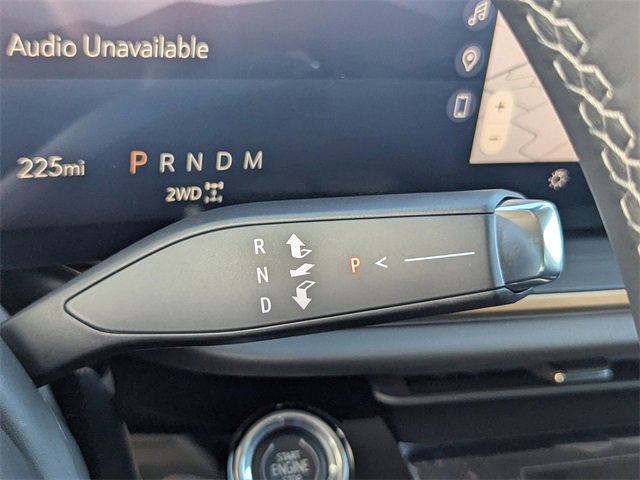 Audio Unavailable
225mi
P R N D M
2WD
R
N
P <
D
START
ENGINE
STOP